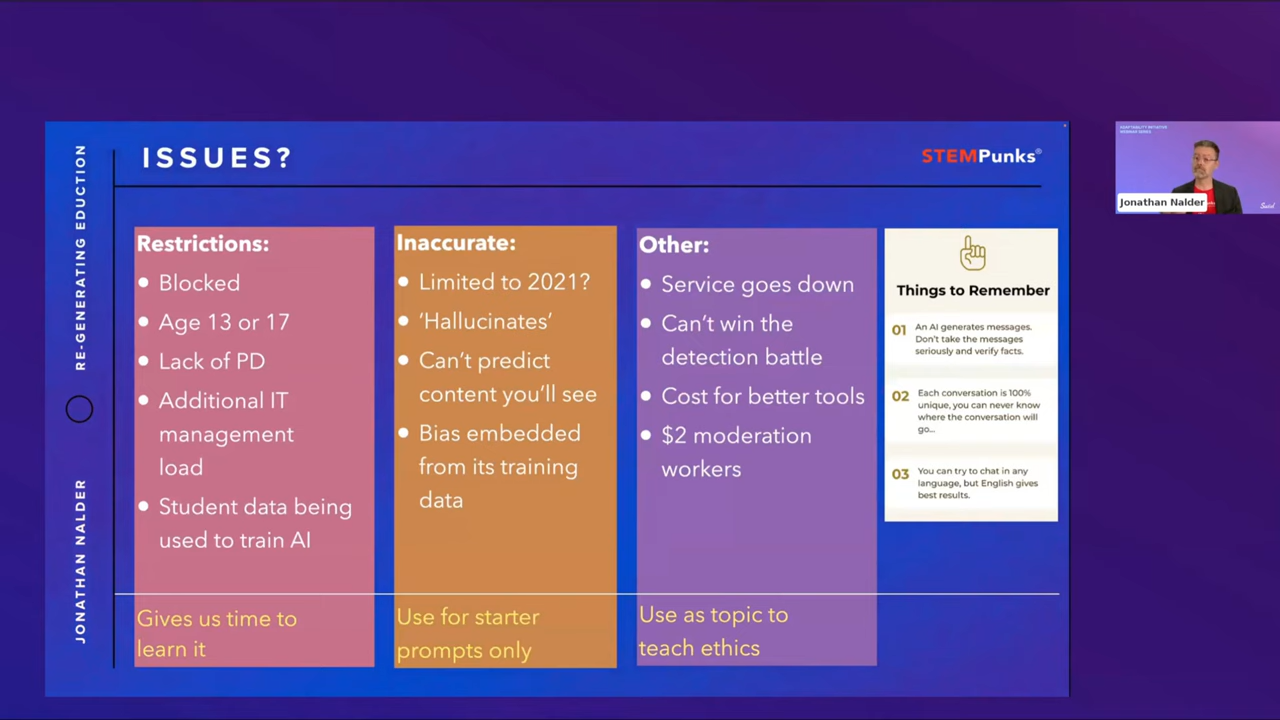 ISSUES?
STEMPunks®
RE-GENERATING EDUCTION
JONATHAN NALDER
Restrictions:
Blocked
Age 13 or 17
Lack of PD
Additional IT
management
load
Student data being
used to train AI
Gives us time to
learn it
Inaccurate:
Limited to 2021?
‘Hallucinates’
Can’t predict
content you’ll see
Bias embedded
from its training
data
Use for starter
prompts only
Other:
Service goes down
Can’t win the
detection battle
Cost for better tools
$2 moderation
workers
Use as topic to
teach ethics
Things to Remember
01
An AI generates messages.
Don’t take the messages
seriously and verify facts.
02
Each conversation is 100%
unique, you can never know
where the conversation will
go...
03
You can try to chat in any
language, but English gives
best results.
ADAPTABILITY INITIATIVE
WEBINAR SERIES
Jonathan Nalder